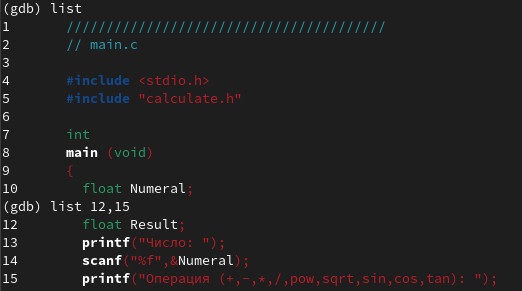 (gdb) list
1 ////////////////////////////////////////
2 // main.c
3
4 #include <stdio.h>
5 #include "calculate.h"
6
7 int
8 main (void)
9 {
10 float Numeral;
(gdb) list 12,15
12 float Result;
13 printf("Число: ");
14 scanf("%f",&Numeral);
15 printf("Операция (+,-,*,/,pow,sqrt,sin,cos,tan): ");